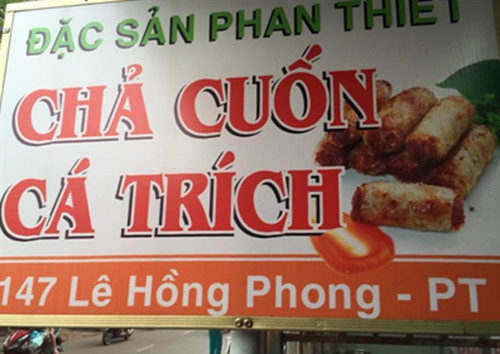 ĐẶC SẢN PHAN THIẾT
CHẢ CUỐN
CÁ TRÍCH
147 Lê Hồng Phong - PT